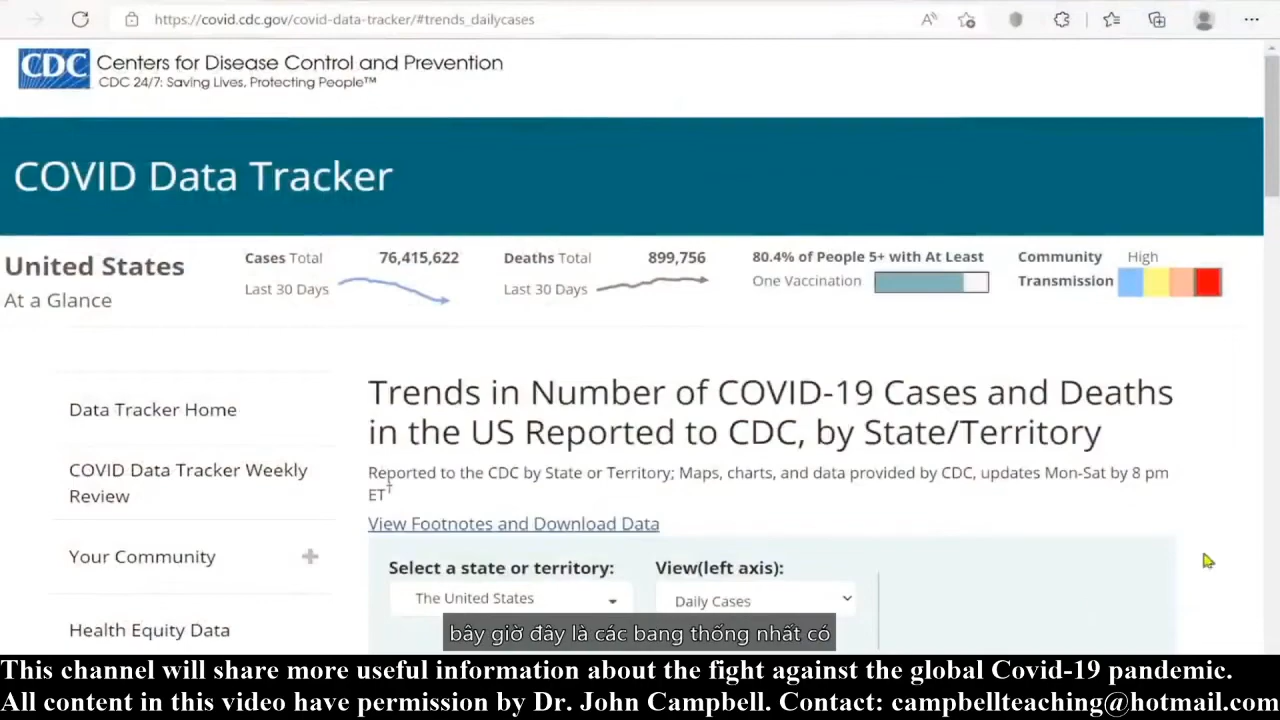 https://covid.cdc.gov/covid-data-tracker/#trends_dailycases
CDC Centers for Disease Control and Prevention
CDC 24/7: Saving Lives, Protecting People™
COVID Data Tracker
United States
At a Glance
Cases Total 76,415,622
Last 30 Days
Deaths Total 899,756
Last 30 Days
80.4% of People 5+ with At Least
One Vaccination
Community High
Transmission
Data Tracker Home
COVID Data Tracker Weekly
Review
Your Community
Health Equity Data
Trends in Number of COVID-19 Cases and Deaths
in the US Reported to CDC, by State/Territory
Reported to the CDC by State or Territory; Maps, charts, and data provided by CDC, updates Mon-Sat by 8 pm
ET†
View Footnotes and Download Data
Select a state or territory:
The United States
View(left axis):
Daily Cases
bây giờ đây là các bang thống nhất có
This channel will share more useful information about the fight against the global Covid-19 pandemic.
All content in this video have permission by Dr. John Campbell. Contact: campbellteaching@hotmail.com